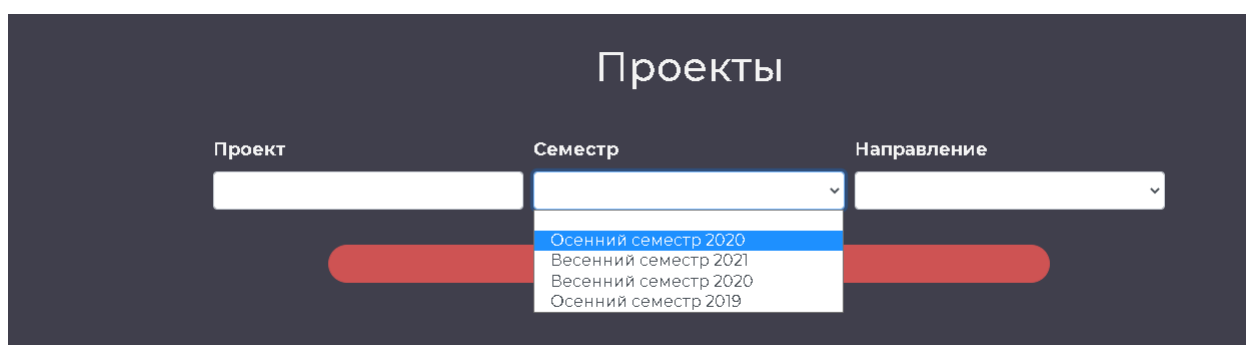 Проекты
Проект Семестр Направление
Осенний семестр 2020
Весенний семестр 2021
Весенний семестр 2020
Осенний семестр 2019